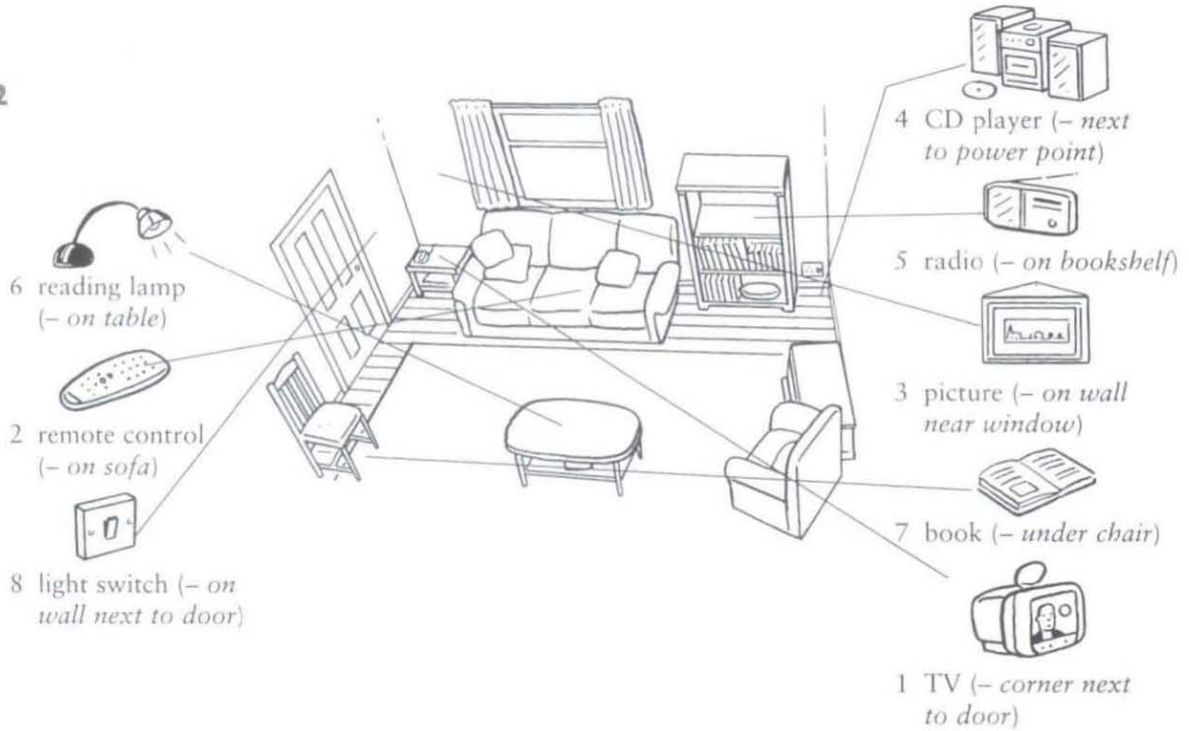 2
6 reading lamp
(– on table)
2 remote control
(– on sofa)
8 light switch (– on
wall next to door)
4 CD player (– next
to power point)
5 radio (– on bookshelf)
3 picture (– on wall
near window)
7 book (– under chair)
1 TV (– corner next
to door)